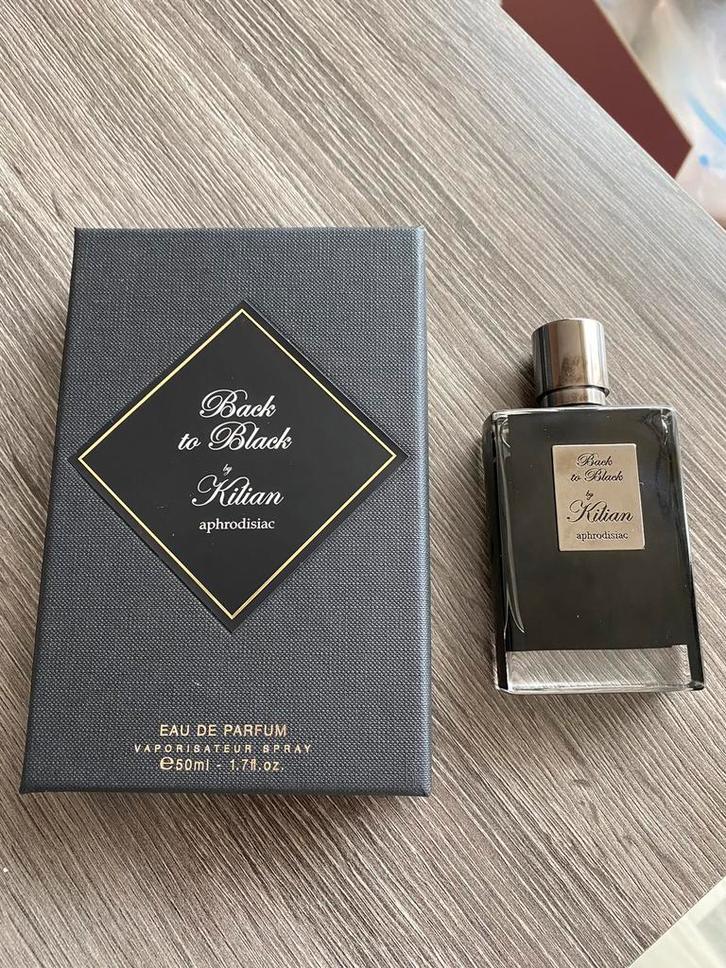 Back
to Black
by
Kilian
aphrodisiac
EAU DE PARFUM
VAPORISATEUR SPRAY
e50ml - 1.7fl.oz.
Back
to Black
by
Kilian
aphrodisiac